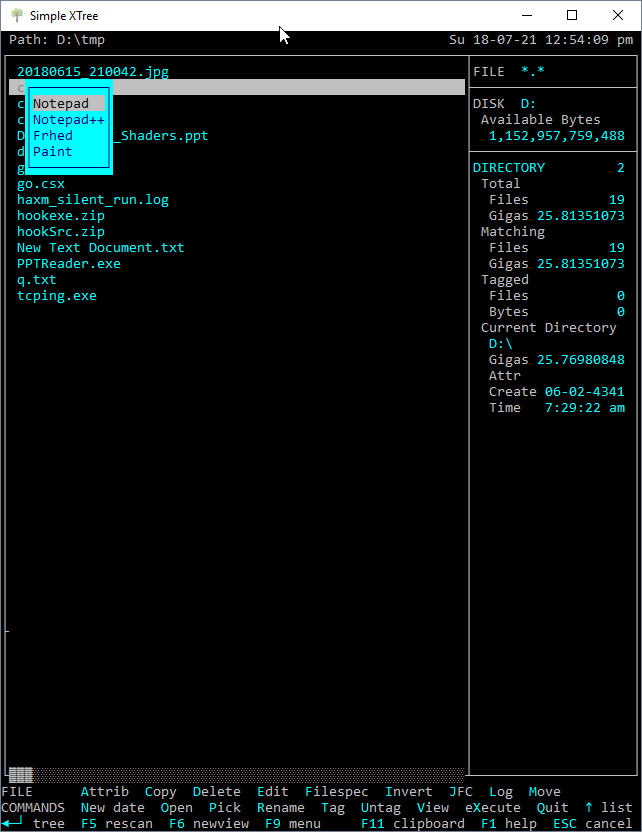 Simple XTree
Path: D:\tmp
Su 18-07-21 12:54:09 pm
20180615_210042.jpg
c
c
c
D
_Shaders.ppt
d
g
go.csx
haxm_silent_run.log
hookexe.zip
hookSrc.zip
New Text Document.txt
PPTReader.exe
q.txt
tcping.exe
Notepad
Notepad++
Frhed
Paint
FILE *.*
DISK D:
Available Bytes
1,152,957,759,488
DIRECTORY 2
Total
Files 19
Gigas 25.81351073
Matching
Files 19
Gigas 25.81351073
Tagged
Files 0
Bytes 0
Current Directory
D:\
Gigas 25.76980848
Attr
Create 06-02-4341
Time 7:29:22 am
FILE Attrib Copy Delete Edit Filespec Invert JFC Log Move
COMMANDS New date Open Pick Rename Tag Untag View eXecute Quit ↑ list
◄─┘ tree F5 rescan F6 newview F9 menu F11 clipboard F1 help ESC cancel